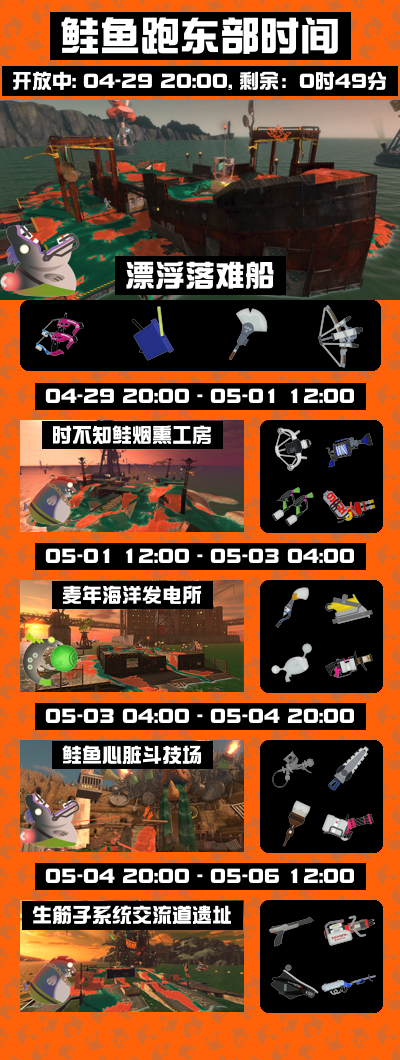 鲑鱼跑东部时间
开放中: 04-29 20:00, 剩余: 0时49分
漂浮落难船
04-29 20:00 - 05-01 12:00
时不知鲑烟熏工房
05-01 12:00 - 05-03 04:00
麦年海洋发电所
05-03 04:00 - 05-04 20:00
鲑鱼心脏斗技场
05-04 20:00 - 05-06 12:00
生筋子系统交流道遗址